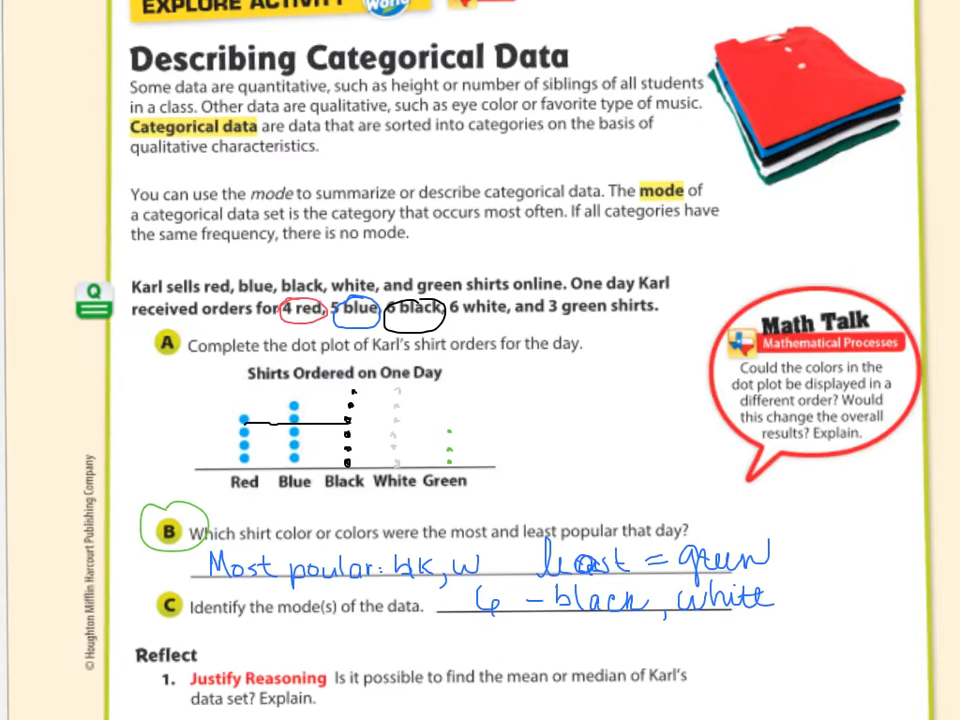 EXPLORE ACTIVITY
World
Describing Categorical Data
Some data are quantitative, such as height or number of siblings of all students
in a class. Other data are qualitative, such as eye color or favorite type of music.
Categorical data are data that are sorted into categories on the basis of
qualitative characteristics.
You can use the mode to summarize or describe categorical data. The mode of
a categorical data set is the category that occurs most often. If all categories have
the same frequency, there is no mode.
Q
Karl sells red, blue, black, white, and green shirts online. One day Karl
received orders for 4 red, 5 blue, 6 black, 6 white, and 3 green shirts.
A Complete the dot plot of Karl's shirt orders for the day.
Shirts Ordered on One Day
Red Blue Black White Green
Math Talk
Mathematical Processes
Could the colors in the
dot plot be displayed in a
different order? Would
this change the overall
results? Explain.
B Which shirt color or colors were the most and least popular that day?
Most poular: blk, w least = green
C Identify the mode(s) of the data. 6 - black, white
Reflect
1. Justify Reasoning Is it possible to find the mean or median of Karl's
data set? Explain.
© Houghton Mifflin Harcourt Publishing Company